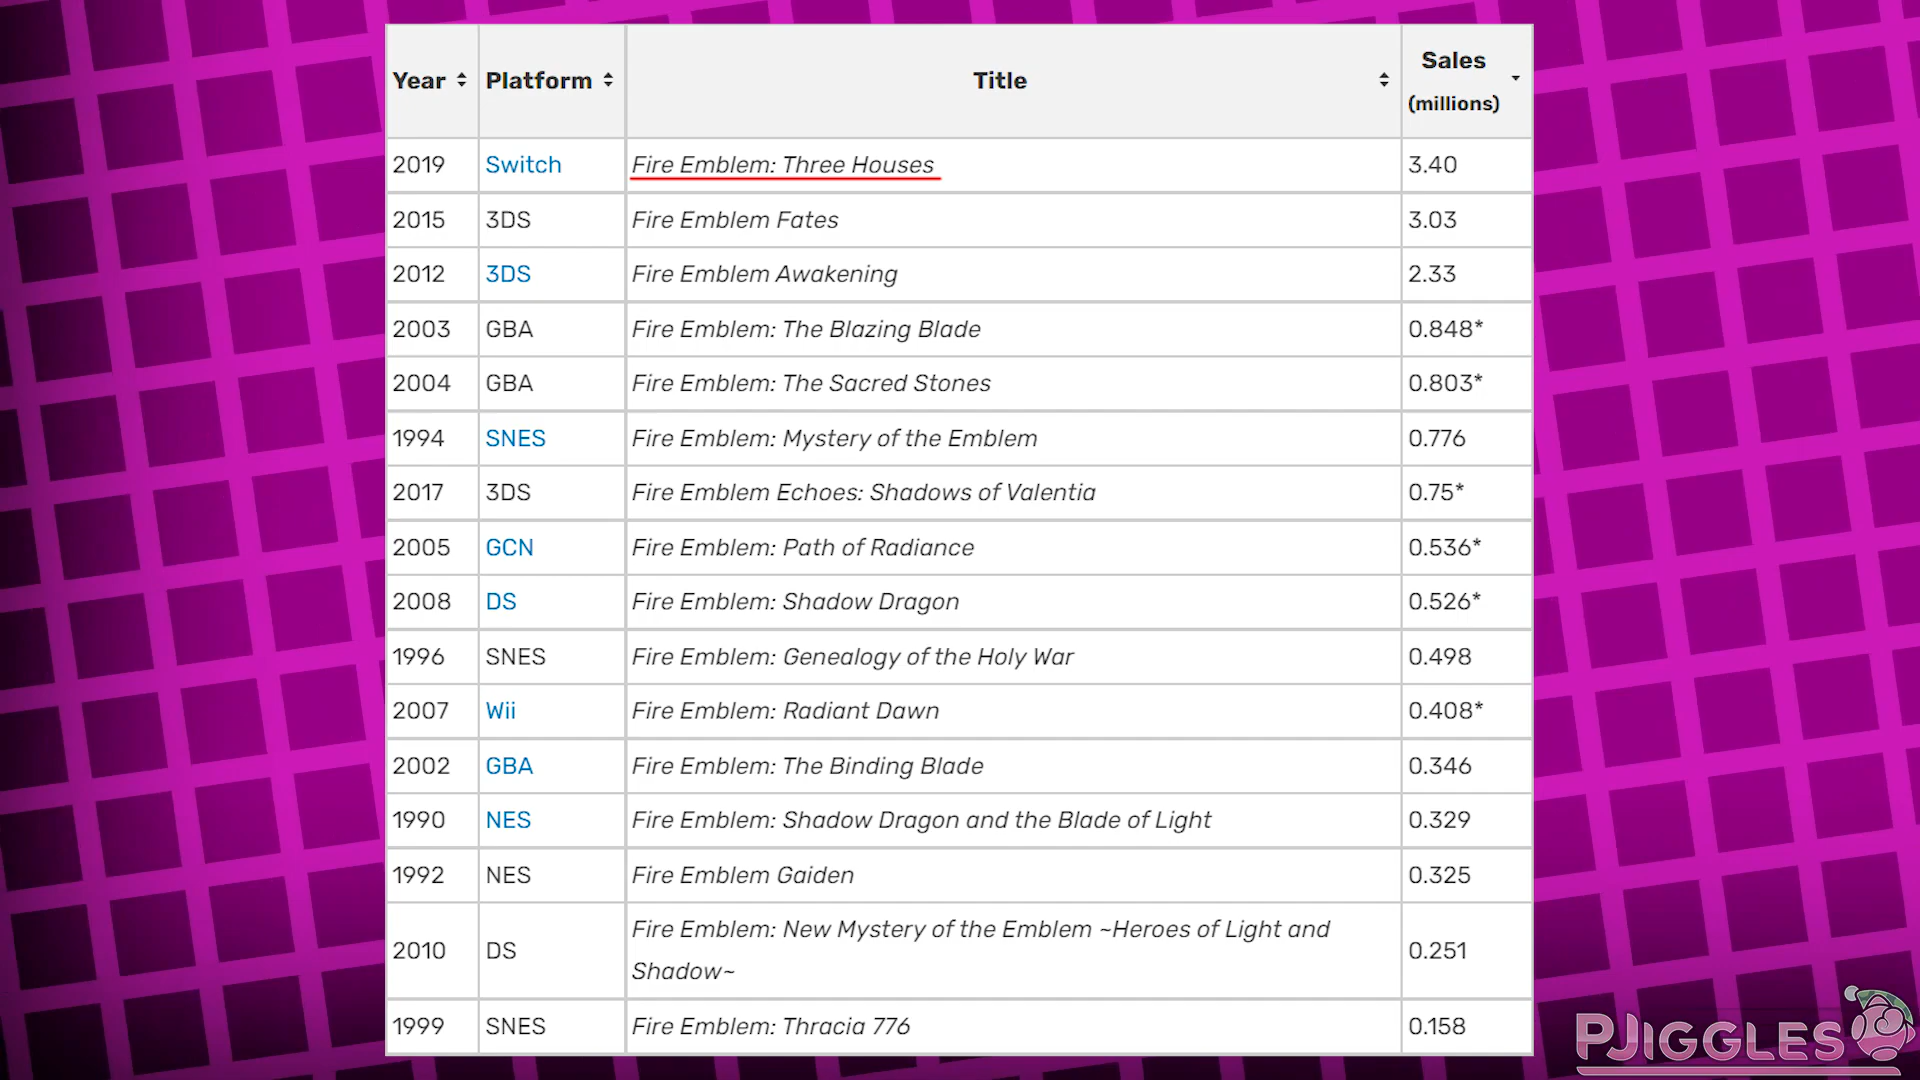 Year Platform Title Sales
(millions)
2019 Switch Fire Emblem: Three Houses 3.40
2015 3DS Fire Emblem Fates 3.03
2012 3DS Fire Emblem Awakening 2.33
2003 GBA Fire Emblem: The Blazing Blade 0.848*
2004 GBA Fire Emblem: The Sacred Stones 0.803*
1994 SNES Fire Emblem: Mystery of the Emblem 0.776
2017 3DS Fire Emblem Echoes: Shadows of Valentia 0.75*
2005 GCN Fire Emblem: Path of Radiance 0.536*
2008 DS Fire Emblem: Shadow Dragon 0.526*
1996 SNES Fire Emblem: Genealogy of the Holy War 0.498
2007 Wii Fire Emblem: Radiant Dawn 0.408*
2002 GBA Fire Emblem: The Binding Blade 0.346
1990 NES Fire Emblem: Shadow Dragon and the Blade of Light 0.329
1992 NES Fire Emblem Gaiden 0.325
2010 DS Fire Emblem: New Mystery of the Emblem ~Heroes of Light and
Shadow~ 0.251
1999 SNES Fire Emblem: Thracia 776 0.158
PJIGGLES